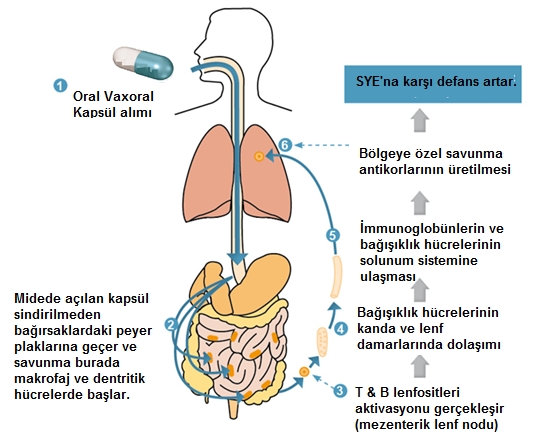 1
Oral Vaxoral
Kapsül alımı
SYE'na karşı defans artar.
6
Bölgeye özel savunma
antikorlarının üretilmesi
5
İmmunoglobünlerin ve
bağışıklık hücrelerinin
solunum sistemine
ulaşması
Midede açılan kapsül
sindirilmeden
bağırsaklardaki peyer
plaklarına geçer ve
savunma burada
makrofaj ve dentritik
hücrelerde başlar.
2
4
Bağışıklık hücrelerinin
kanda ve lenf
damarlarında dolaşımı
3
T & B lenfositleri
aktivasyonu gerçekleşir
(mezenterik lenf nodu)